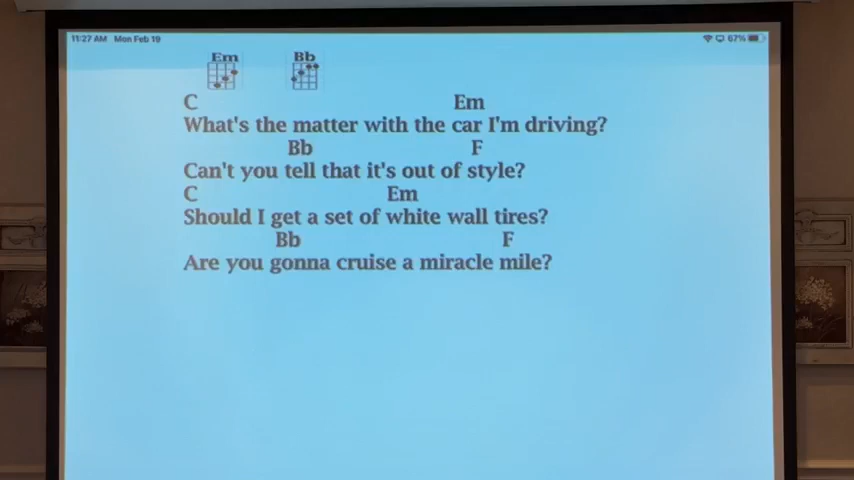 11:27 AM Mon Feb 19 67%
Em Bb
C Em
What's the matter with the car I'm driving?
Bb F
Can't you tell that it's out of style?
C Em
Should I get a set of white wall tires?
Bb F
Are you gonna cruise a miracle mile?